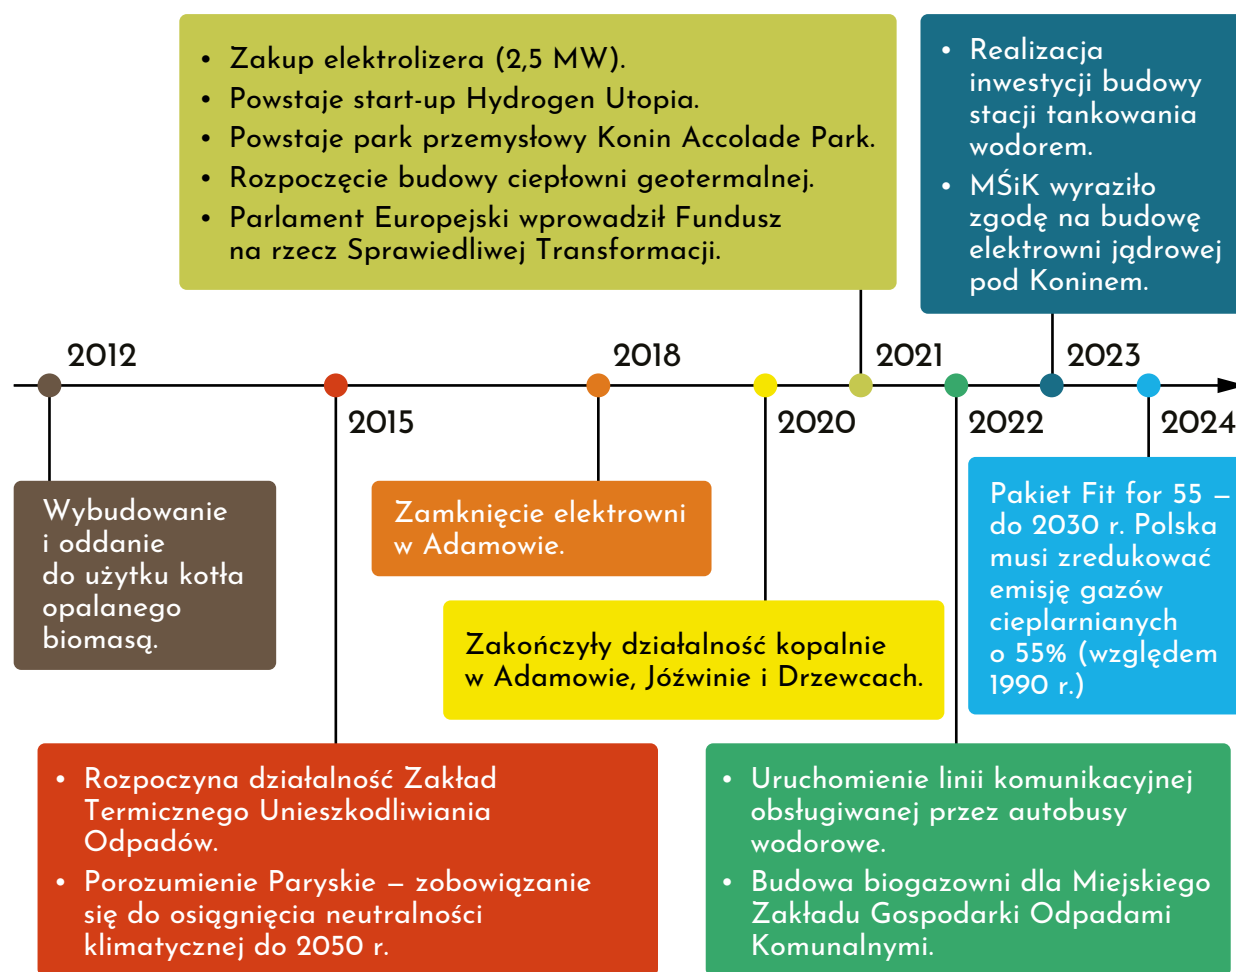 • Zakup elektrolizera (2,5 MW).
• Powstaje start-up Hydrogen Utopia.
• Powstaje park przemysłowy Konin Accolade Park.
• Rozpoczęcie budowy ciepłowni geotermalnej.
• Parlament Europejski wprowadził Fundusz
na rzecz Sprawiedliwej Transformacji.
• Realizacja
inwestycji budowy
stacji tankowania
wodorem.
• MŚiK wyraziło
zgodę na budowę
elektrowni jądrowej
pod Koninem.
2012
2018
2021
2023
2015
2020
2022
2024
Wybudowanie
i oddanie
do użytku kotła
opalanego
biomasą.
Zamknięcie elektrowni
w Adamowie.
Pakiet Fit for 55 –
do 2030 r. Polska
musi zredukować
emisję gazów
cieplarnianych
o 55% (względem
1990 r.)
Zakończyły działalność kopalnie
w Adamowie, Jóźwinie i Drzewcach.
• Rozpoczyna działalność Zakład
Termicznego Unieszkodliwiania
Odpadów.
• Porozumienie Paryskie – zobowiązanie
się do osiągnięcia neutralności
klimatycznej do 2050 r.
• Uruchomienie linii komunikacyjnej
obsługiwanej przez autobusy
wodorowe.
• Budowa biogazowni dla Miejskiego
Zakładu Gospodarki Odpadami
Komunalnymi.